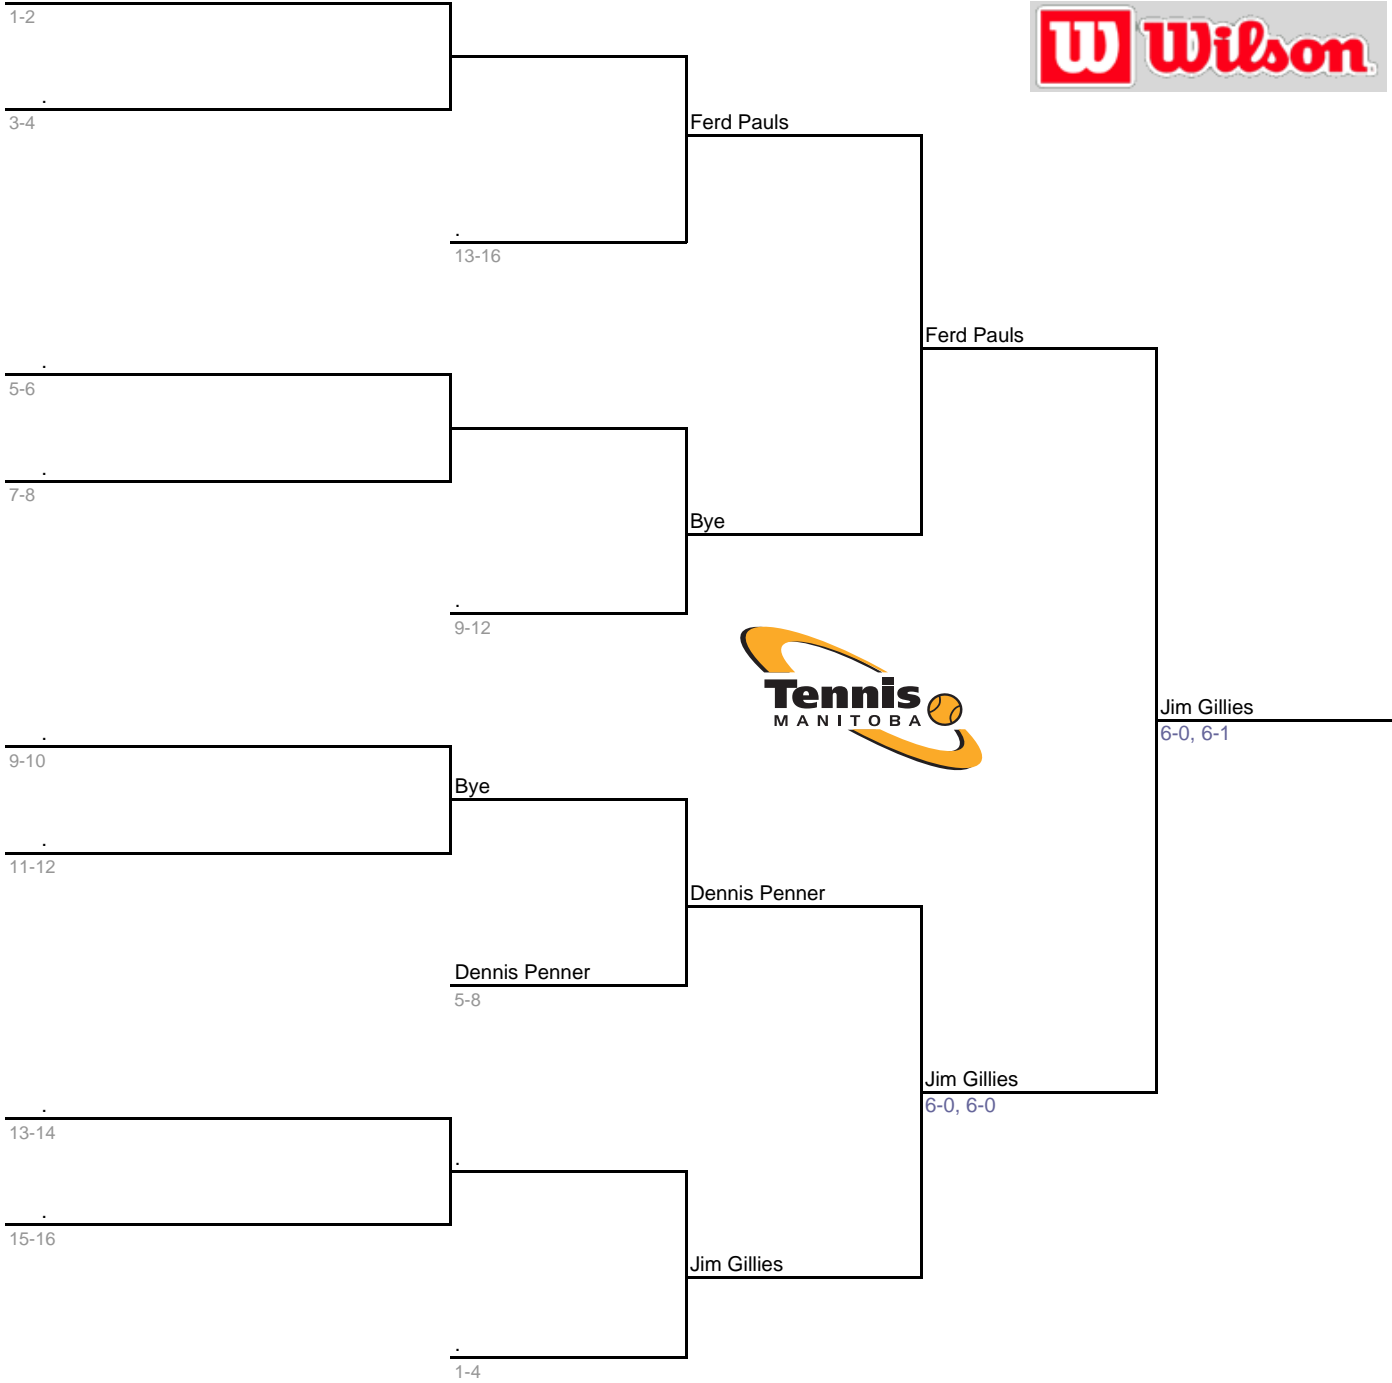 1-2
W Wilson
.
3-4
Ferd Pauls
.
13-16
Ferd Pauls
.
5-6
.
7-8
Bye
.
9-12
Tennis
MANITOBA
Jim Gillies
6-0, 6-1
.
9-10
Bye
.
11-12
Dennis Penner
Dennis Penner
5-8
Jim Gillies
6-0, 6-0
.
13-14
.
.
15-16
Jim Gillies
.
1-4